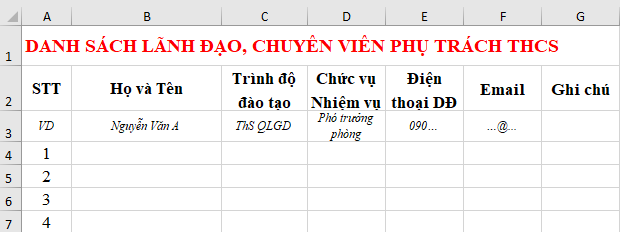 A B C D E F G
1 DANH SÁCH LÃNH ĐẠO, CHUYÊN VIÊN PHỤ TRÁCH THCS
2 STT Họ và Tên Trình độ đào tạo Chức vụ Nhiệm vụ Điện thoại DĐ Email Ghi chú
3 VD Nguyễn Văn A ThS QLGD Phó trưởng phòng 090... ...@...
4 1
5 2
6 3
7 4